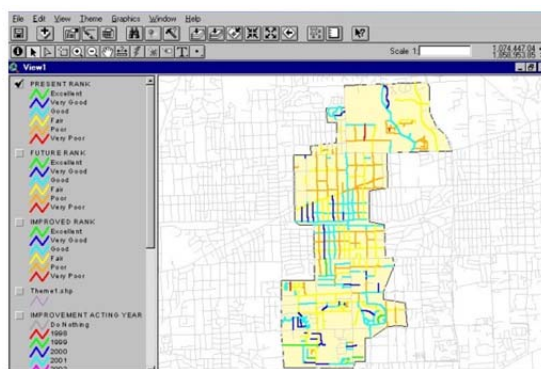 File Edit View Theme Graphics Window Help
Scale 1:
1,074,447.04
1,858,953.85
View1
PRESENT RANK
Excellent
Very Good
Good
Fair
Poor
Very Poor
FUTURE RANK
Excellent
Very Good
Good
Fair
Poor
Very Poor
IMPROVED RANK
Excellent
Very Good
Good
Fair
Poor
Very Poor
Theme1.shp
IMPROVEMENT ACTING YEAR
Do Nothing
1998
1999
2000
2001